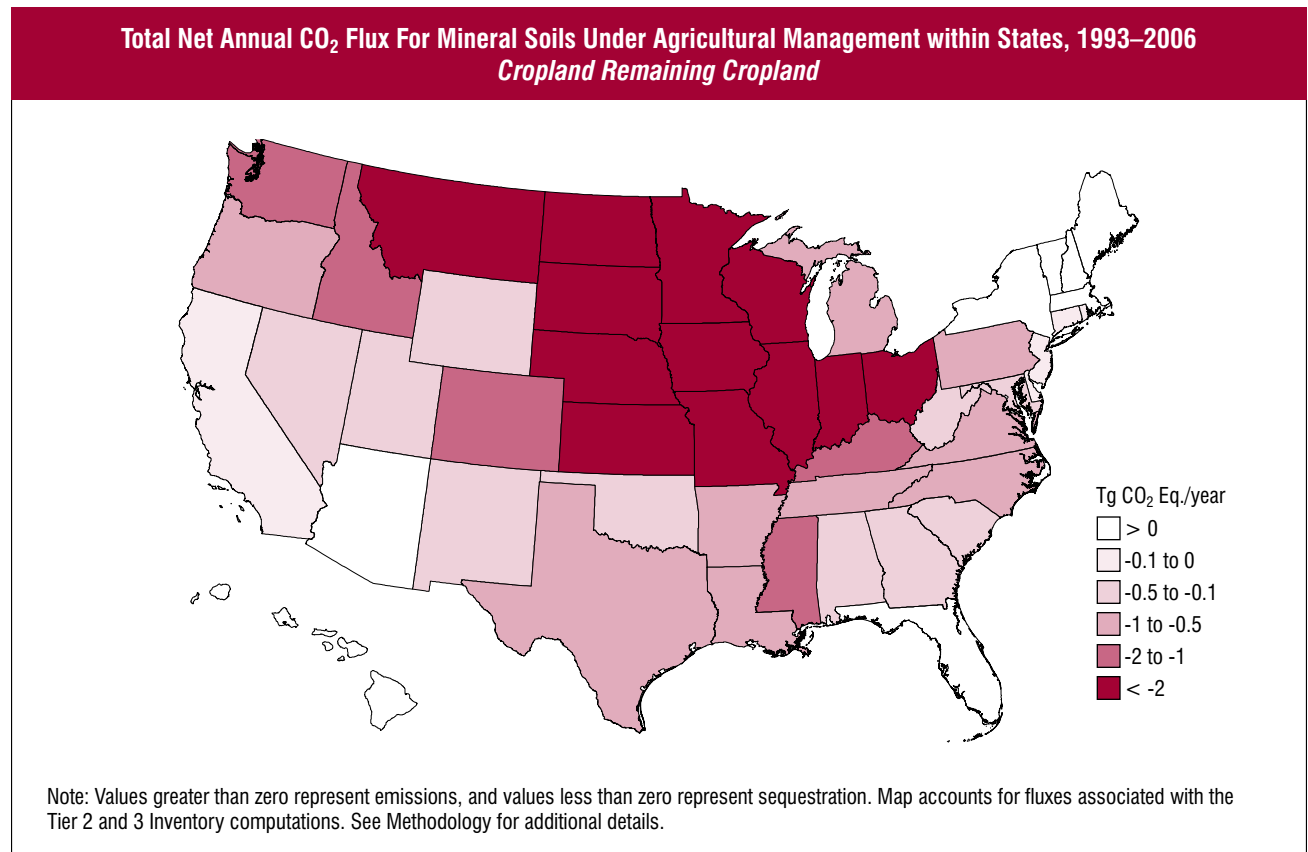 Total Net Annual CO₂ Flux For Mineral Soils Under Agricultural Management within States, 1993–2006
Cropland Remaining Cropland
Tg CO₂ Eq./year
> 0
-0.1 to 0
-0.5 to -0.1
-1 to -0.5
-2 to -1
< -2
Note: Values greater than zero represent emissions, and values less than zero represent sequestration. Map accounts for fluxes associated with the
Tier 2 and 3 Inventory computations. See Methodology for additional details.